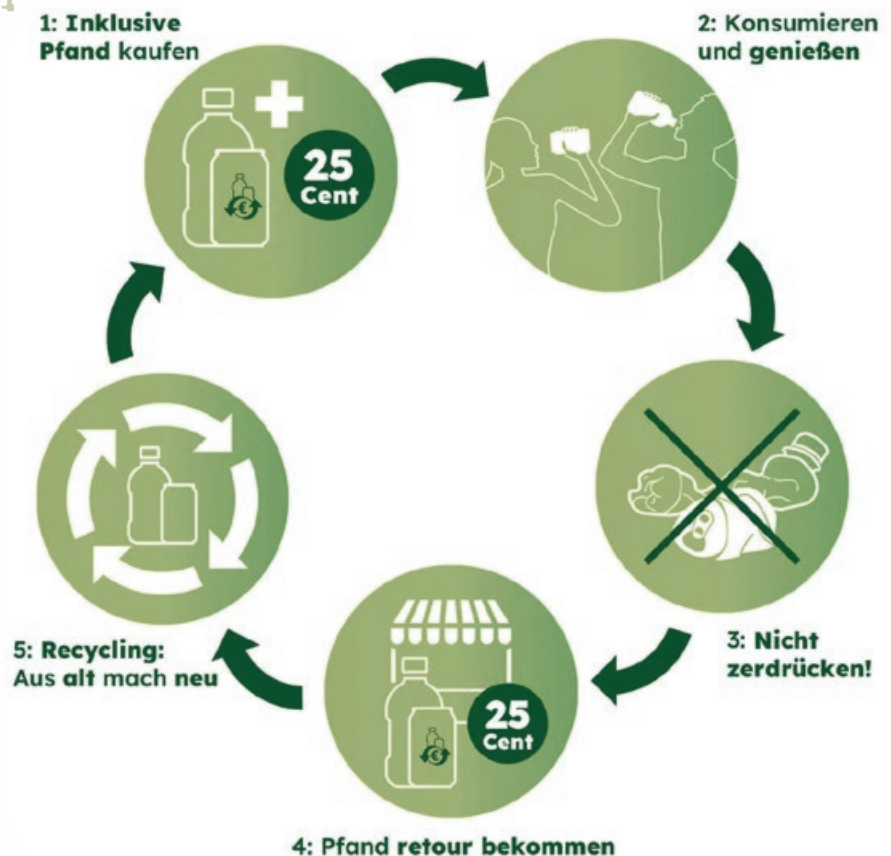 1: Inklusive
Pfand kaufen
25
Cent
€
2: Konsumieren
und genießen
3: Nicht
zerdrücken!
25
Cent
€
4: Pfand retour bekommen
5: Recycling:
Aus alt mach neu